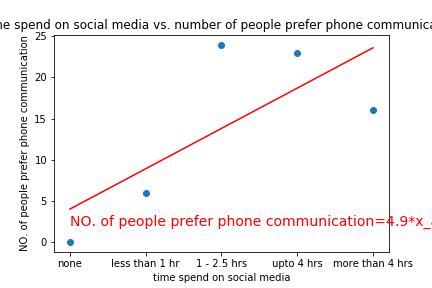 me spend on social media vs. number of people prefer phone communica
NO. of people prefer phone communication
25
20
15
10
5
0
NO. of people prefer phone communication=4.9*x_
none less than 1 hr 1 - 2.5 hrs upto 4 hrs more than 4 hrs
time spend on social media